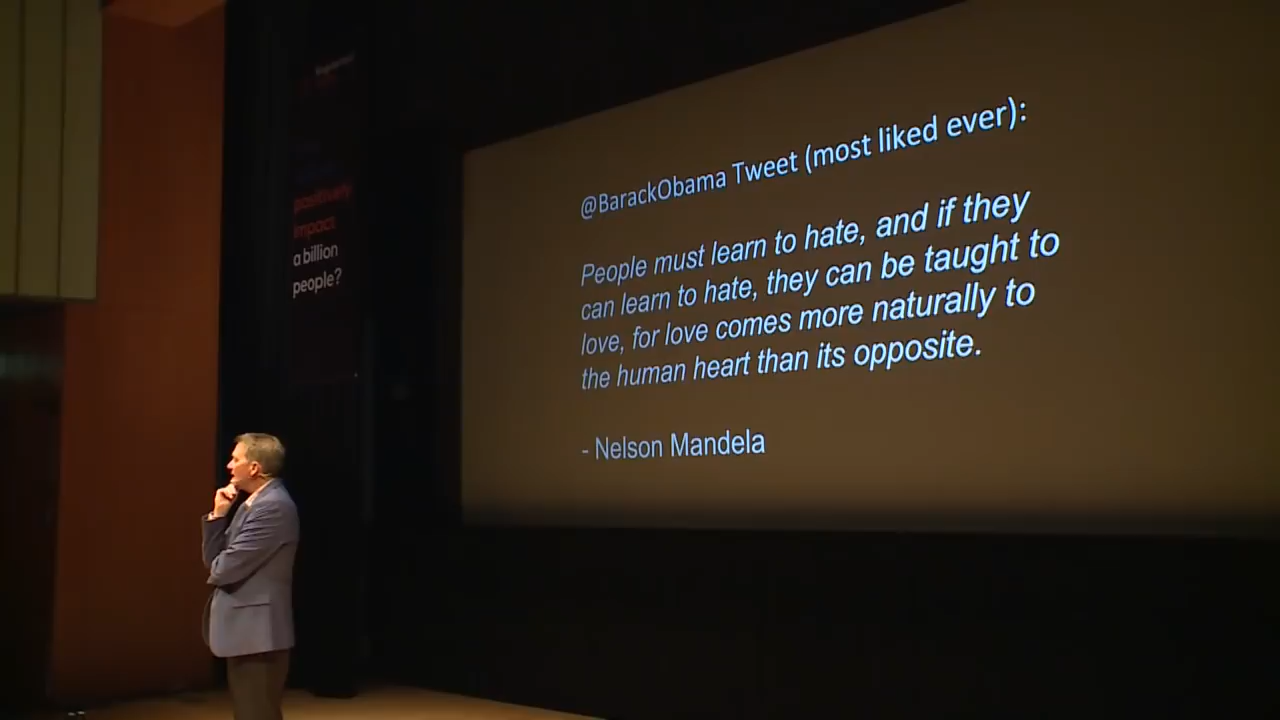 positively
impact
a billion
people?
@BarackObama Tweet (most liked ever):
People must learn to hate, and if they
can learn to hate, they can be taught to
love, for love comes more naturally to
the human heart than its opposite.
- Nelson Mandela